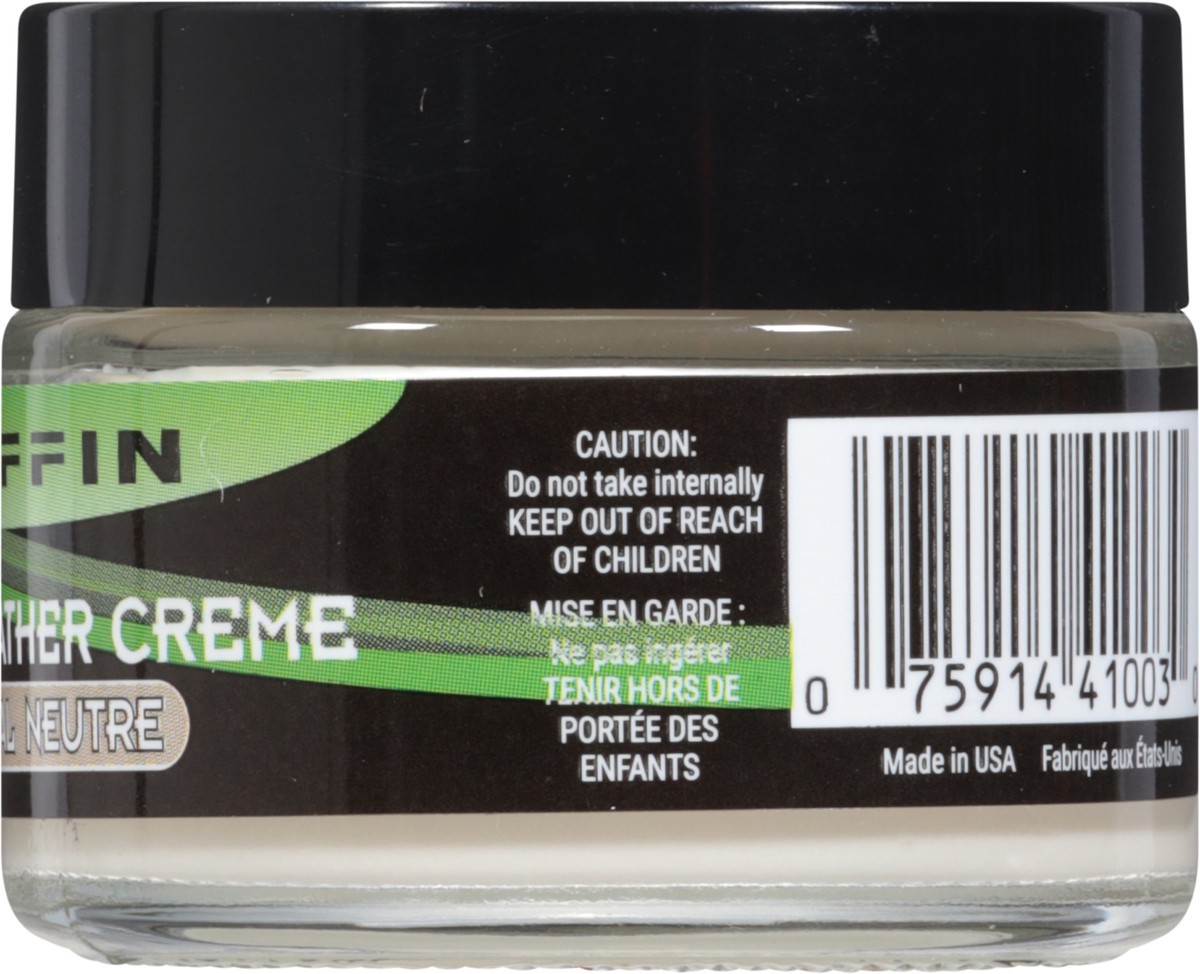 FFIN
ATHER CREME
AL NEUTRE
CAUTION:
Do not take internally
KEEP OUT OF REACH
OF CHILDREN
MISE EN GARDE :
Ne pas ingérer
TENIR HORS DE
PORTÉE DES
ENFANTS
0 75914 41003
Made in USA Fabriqué aux États-Unis